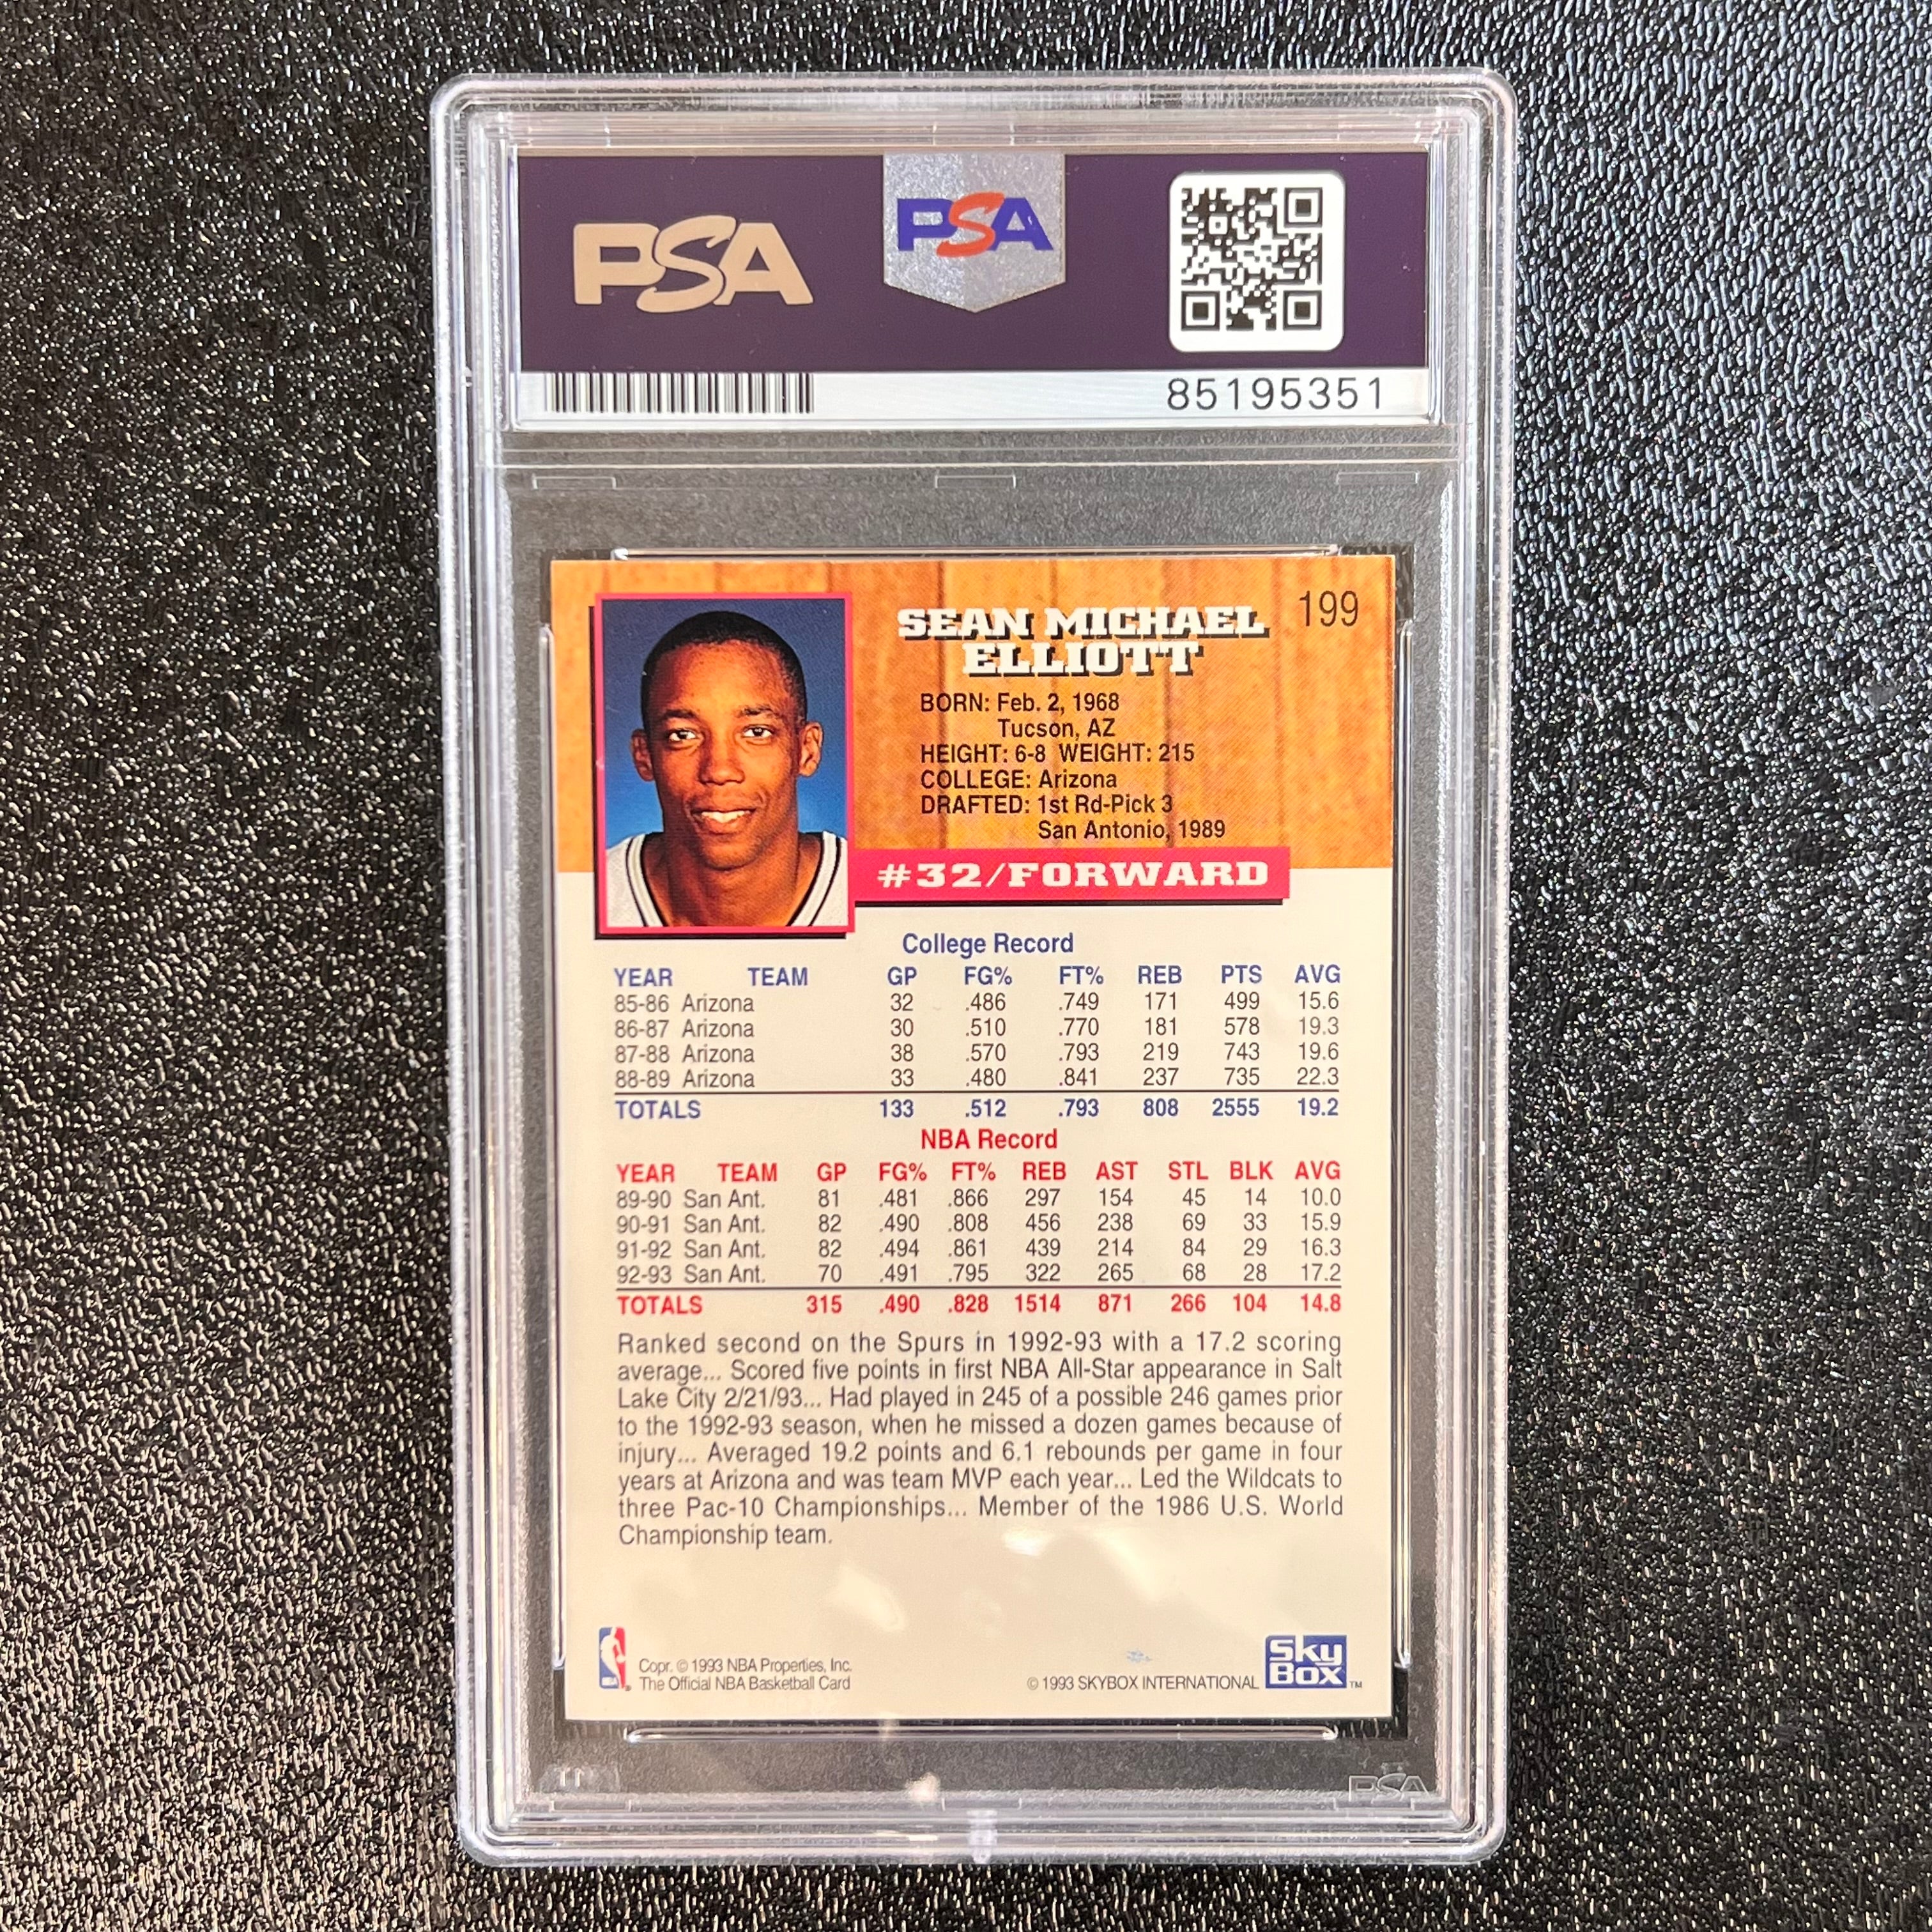 PSA
PSA
85195351
199
SEAN MICHAEL
ELLIOTT
BORN: Feb. 2, 1968
Tucson, AZ
HEIGHT: 6-8 WEIGHT: 215
COLLEGE: Arizona
DRAFTED: 1st Rd-Pick 3
San Antonio, 1989
#32/FORWARD
College Record
YEAR TEAM GP FG% FT% REB PTS AVG
85-86 Arizona 32 .486 .749 171 499 15.6
86-87 Arizona 30 .510 .770 181 578 19.3
87-88 Arizona 38 .570 .793 219 743 19.6
88-89 Arizona 33 .480 .841 237 735 22.3
TOTALS 133 .512 .793 808 2555 19.2
NBA Record
YEAR TEAM GP FG% FT% REB AST STL BLK AVG
89-90 San Ant. 81 .481 .866 297 154 45 14 10.0
90-91 San Ant. 82 .490 .808 456 238 69 33 15.9
91-92 San Ant. 82 .494 .861 439 214 84 29 16.3
92-93 San Ant. 70 .491 .795 322 265 68 28 17.2
TOTALS 315 .490 .828 1514 871 266 104 14.8
Ranked second on the Spurs in 1992-93 with a 17.2 scoring
average... Scored five points in first NBA All-Star appearance in Salt
Lake City 2/21/93... Had played in 245 of a possible 246 games prior
to the 1992-93 season, when he missed a dozen games because of
injury... Averaged 19.2 points and 6.1 rebounds per game in four
years at Arizona and was team MVP each year... Led the Wildcats to
three Pac-10 Championships... Member of the 1986 U.S. World
Championship team.
Copr. © 1993 NBA Properties, Inc.
The Official NBA Basketball Card
© 1993 SKYBOX INTERNATIONAL
Sky
Box TM
PSA